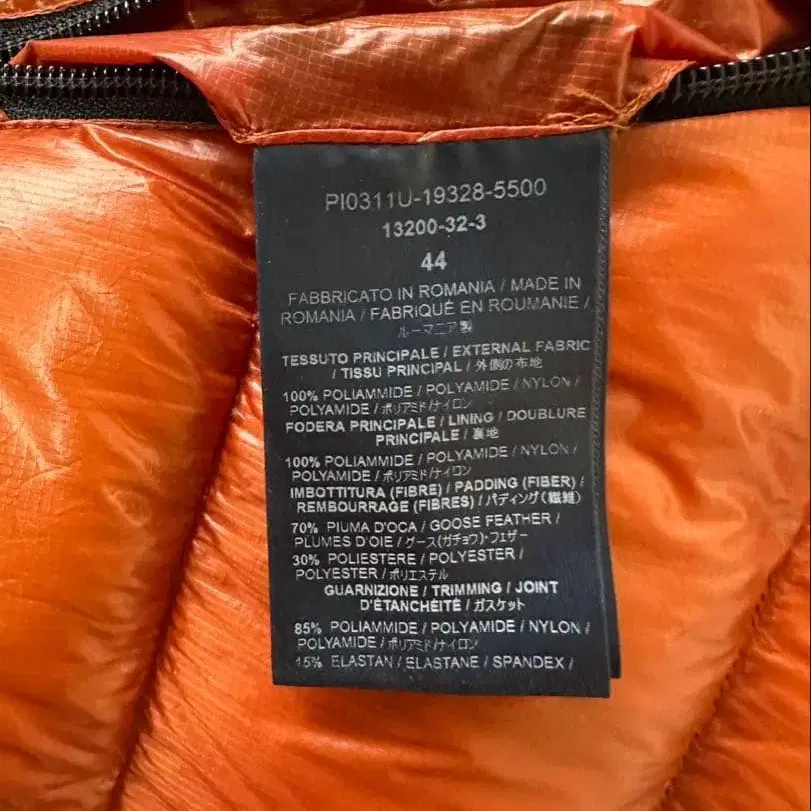 PI0311U-19328-5500
13200-32-3
44
FABBRICATO IN ROMANIA / MADE IN
ROMANIA / FABRIQUÉ EN ROUMANIE /
ルーマニア製
TESSUTO PRINCIPALE / EXTERNAL FABRIC
/ TISSU PRINCIPAL / 外側の布地
100% POLIAMMIDE / POLYAMIDE / NYLON /
POLYAMIDE / ポリアミド/ナイロン
FODERA PRINCIPALE / LINING / DOUBLURE
PRINCIPALE / 裏地
100% POLIAMMIDE / POLYAMIDE / NYLON /
POLYAMIDE / ポリアミド/ナイロン
IMBOTTITURA (FIBRE) / PADDING (FIBER) /
REMBOURRAGE (FIBRES) / パディング(繊維)
70% PIUMA D'OCA / GOOSE FEATHER /
PLUMES D'OIE / グース(ガチョウ)・フェザー
30% POLIESTERE / POLYESTER /
POLYESTER / ポリエステル
GUARNIZIONE / TRIMMING / JOINT
D'ÉTANCHÉITÉ / ガスケット
85% POLIAMMIDE / POLYAMIDE / NYLON /
POLYAMIDE / ポリアミド/ナイロン
15% ELASTAN / ELASTANE / SPANDEX /